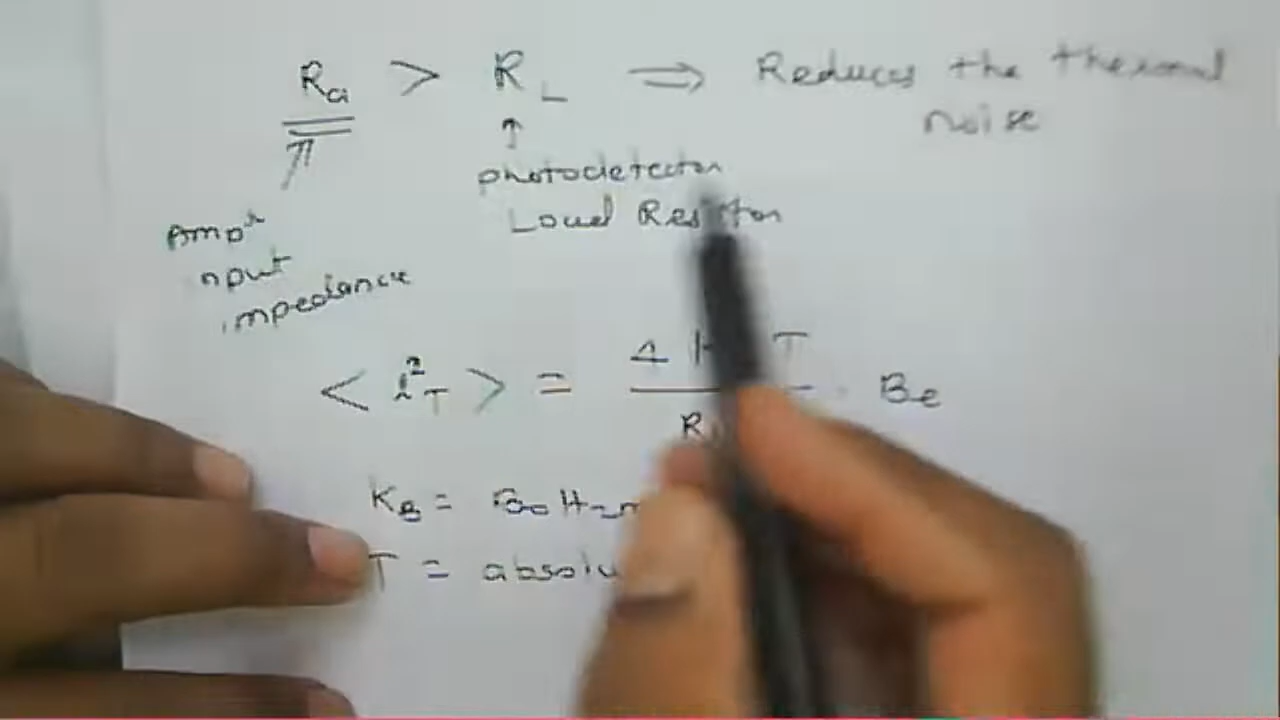 Ra > RL ⇒ Reduces the thermal
noise
↑
photodetector
Load Resistor
Ampr
input
impedance
< i²T > = 4 K T / R · Be
KB =
T =